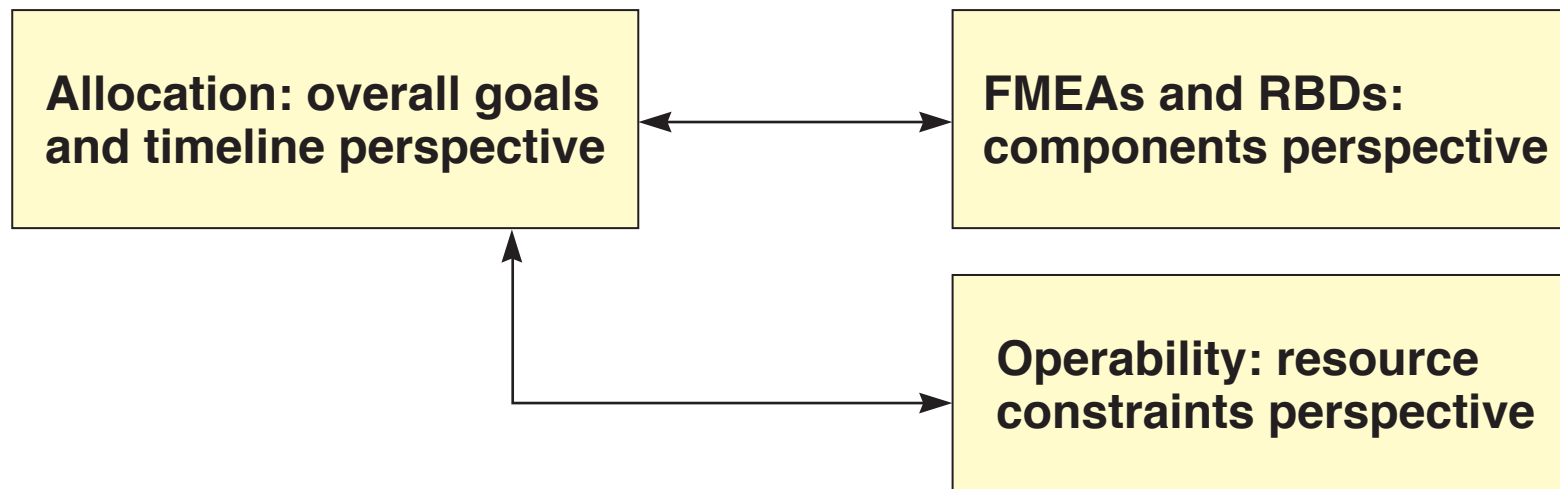 Allocation: overall goals
and timeline perspective
FMEAs and RBDs:
components perspective
Operability: resource
constraints perspective